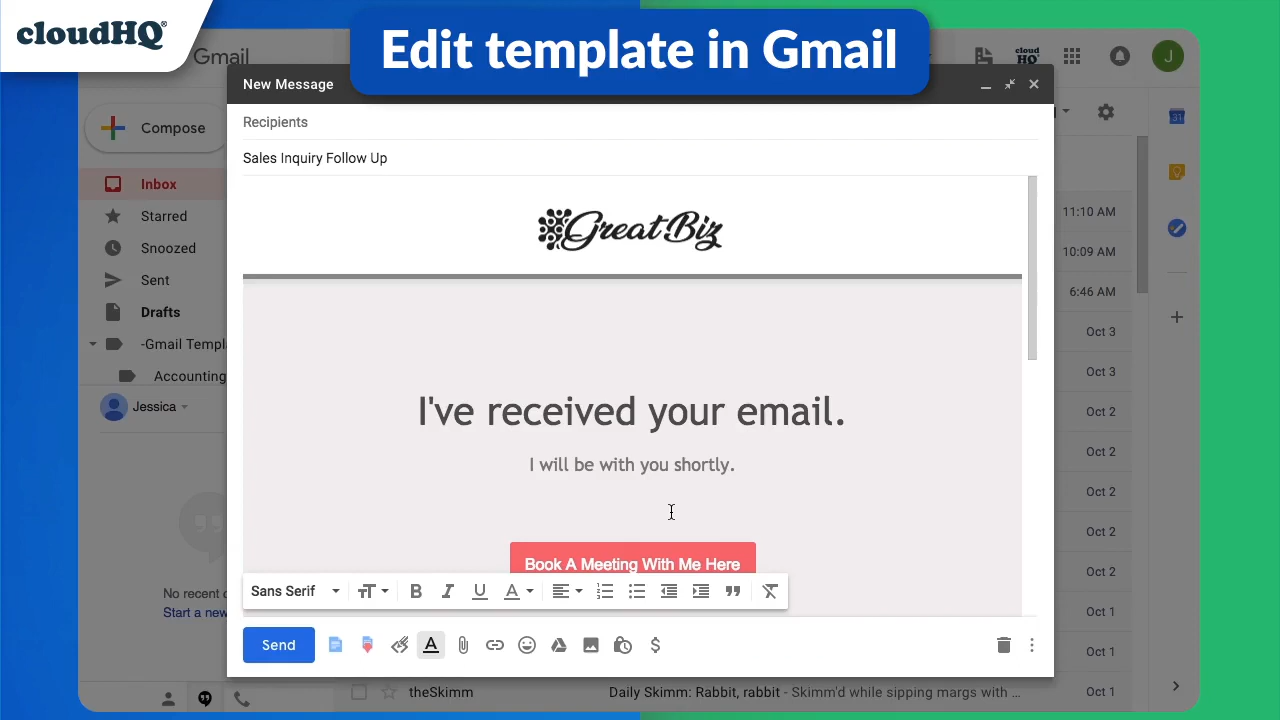 cloudHQ®
Edit template in Gmail
Gmail
cloud
HQ
J
New Message
Compose
Recipients
Sales Inquiry Follow Up
Inbox
Starred
Snoozed
Sent
Drafts
-Gmail Templ
Accounting
Jessica
No recent c
Start a new
GreatBiz
I've received your email.
I will be with you shortly.
Book A Meeting With Me Here
Sans Serif
B I U A
Send
A
$
31
11:10 AM
10:09 AM
6:46 AM
Oct 3
Oct 3
Oct 2
Oct 2
Oct 2
Oct 2
Oct 2
Oct 1
Oct 1
theSkimm Daily Skimm: Rabbit, rabbit - Skimm'd while sipping margs with ... Oct 1